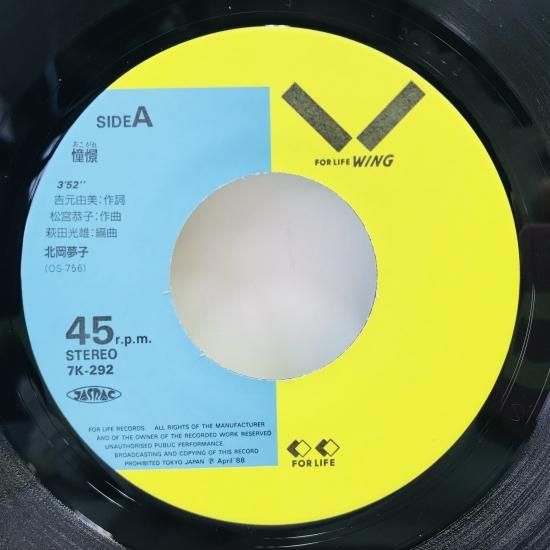 SIDE A
あこがれ
憧憬
3'52"
吉元由美:作詞
松宮恭子:作曲
萩田光雄:編曲
北岡夢子
(OS-756)
45 r.p.m.
STEREO
7K-292
JASRAC
FOR LIFE WING
FOR LIFE RECORDS. ALL RIGHTS OF THE MANUFACTURER
AND OF THE OWNER OF THE RECORDED WORK RESERVED
UNAUTHORISED PUBLIC PERFORMANCE.
BROADCASTING AND COPYING OF THIS RECORD
PROHIBITED TOKYO JAPAN ℗ April '88
FOR LIFE